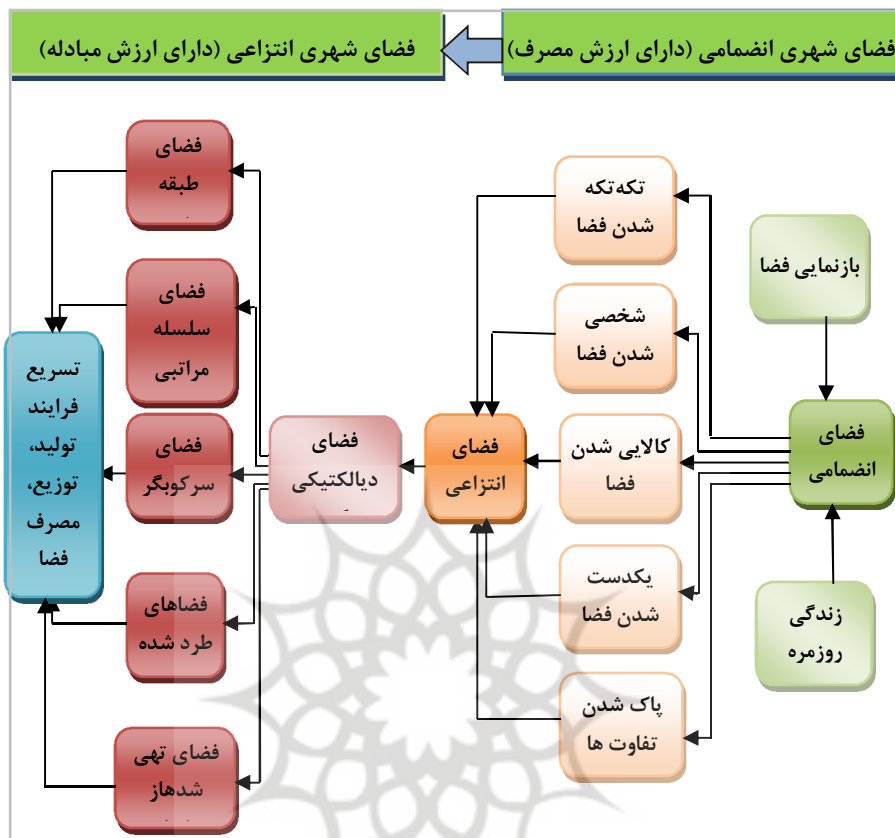 فضای شهری انضمامی (دارای ارزش مصرف)
فضای شهری انتزاعی (دارای ارزش مبادله)
بازنمایی فضا
فضای
انضمامی
زندگی
روزمره
تکه‌تکه
شدن فضا
شخصی
شدن فضا
کالایی شدن
فضا
یکدست
شدن فضا
پاک شدن
تفاوت ها
فضای
انتزاعی
فضای
دیالکتیکی
فضای
طبقه
فضای
سلسله
مراتبی
فضای
سرکوبگر
فضاهای
طرد شده
فضای تهی
شدهاز
تسریع
فرایند
تولید،
توزیع،
مصرف
فضا